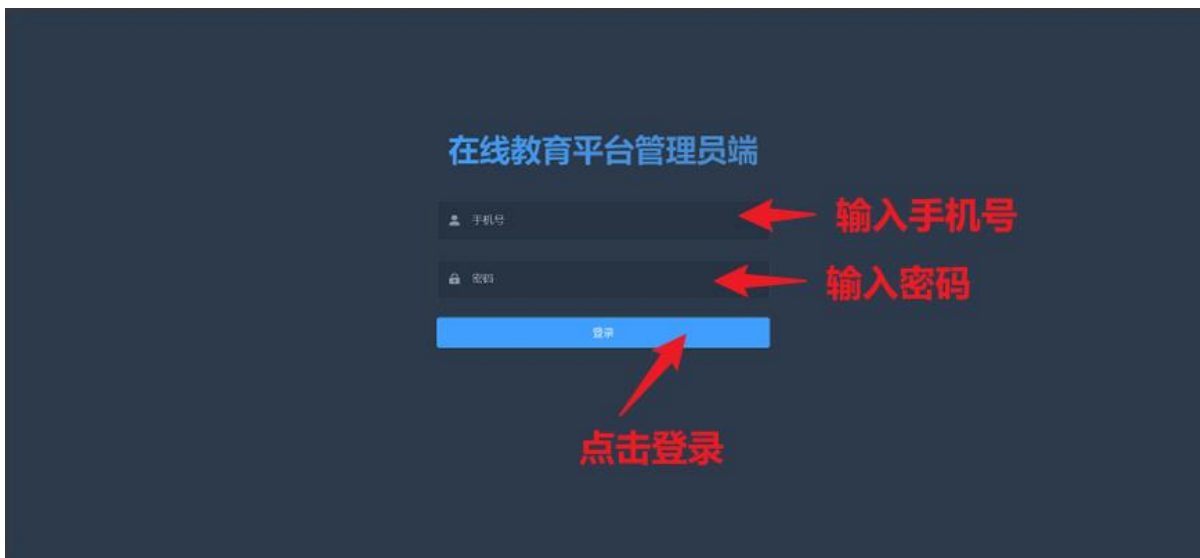 在线教育平台管理员端
手机号
输入手机号
密码
输入密码
登录
点击登录